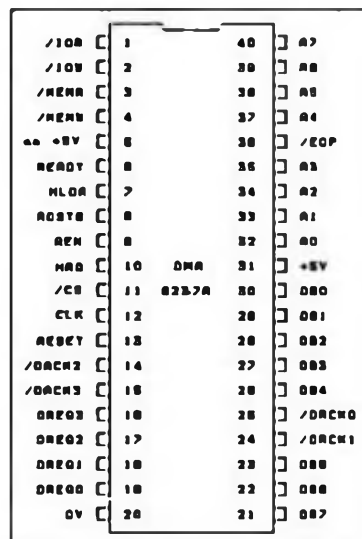 /IOR 1 40 A7
/IOW 2 39 A6
/MEMR 3 38 A5
/MEMW 4 37 A4
+5V 5 36 /EOP
READY 6 35 A3
HLDA 7 34 A2
ADSTB 8 33 A1
AEN 9 32 A0
HRQ 10 DMA 31 +5V
/CS 11 8237A 30 DB0
CLK 12 29 DB1
RESET 13 28 DB2
/DACK2 14 27 DB3
/DACK3 15 26 DB4
DREQ3 16 25 /DACK0
DREQ2 17 24 /DACK1
DREQ1 18 23 DB5
DREQ0 19 22 DB6
0V 20 21 DB7